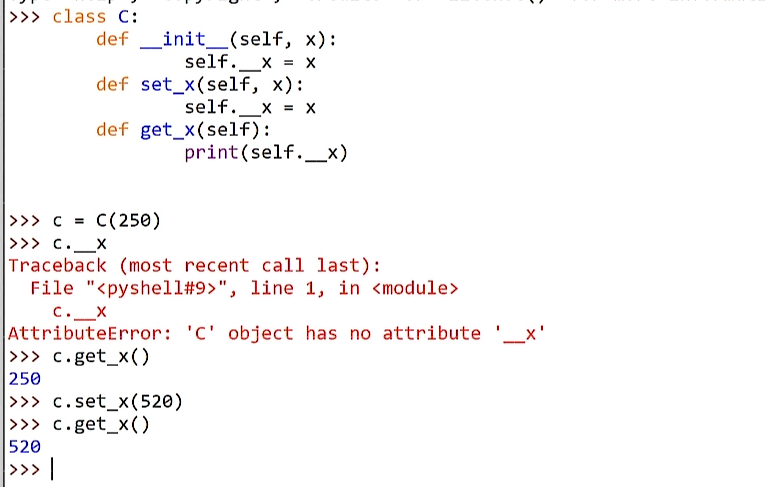 >>> class C:
        def __init__(self, x):
                self.__x = x
        def set_x(self, x):
                self.__x = x
        def get_x(self):
                print(self.__x)
>>> c = C(250)
>>> c.__x
Traceback (most recent call last):
  File "<pyshell#9>", line 1, in <module>
    c.__x
AttributeError: 'C' object has no attribute '__x'
>>> c.get_x()
250
>>> c.set_x(520)
>>> c.get_x()
520
>>>